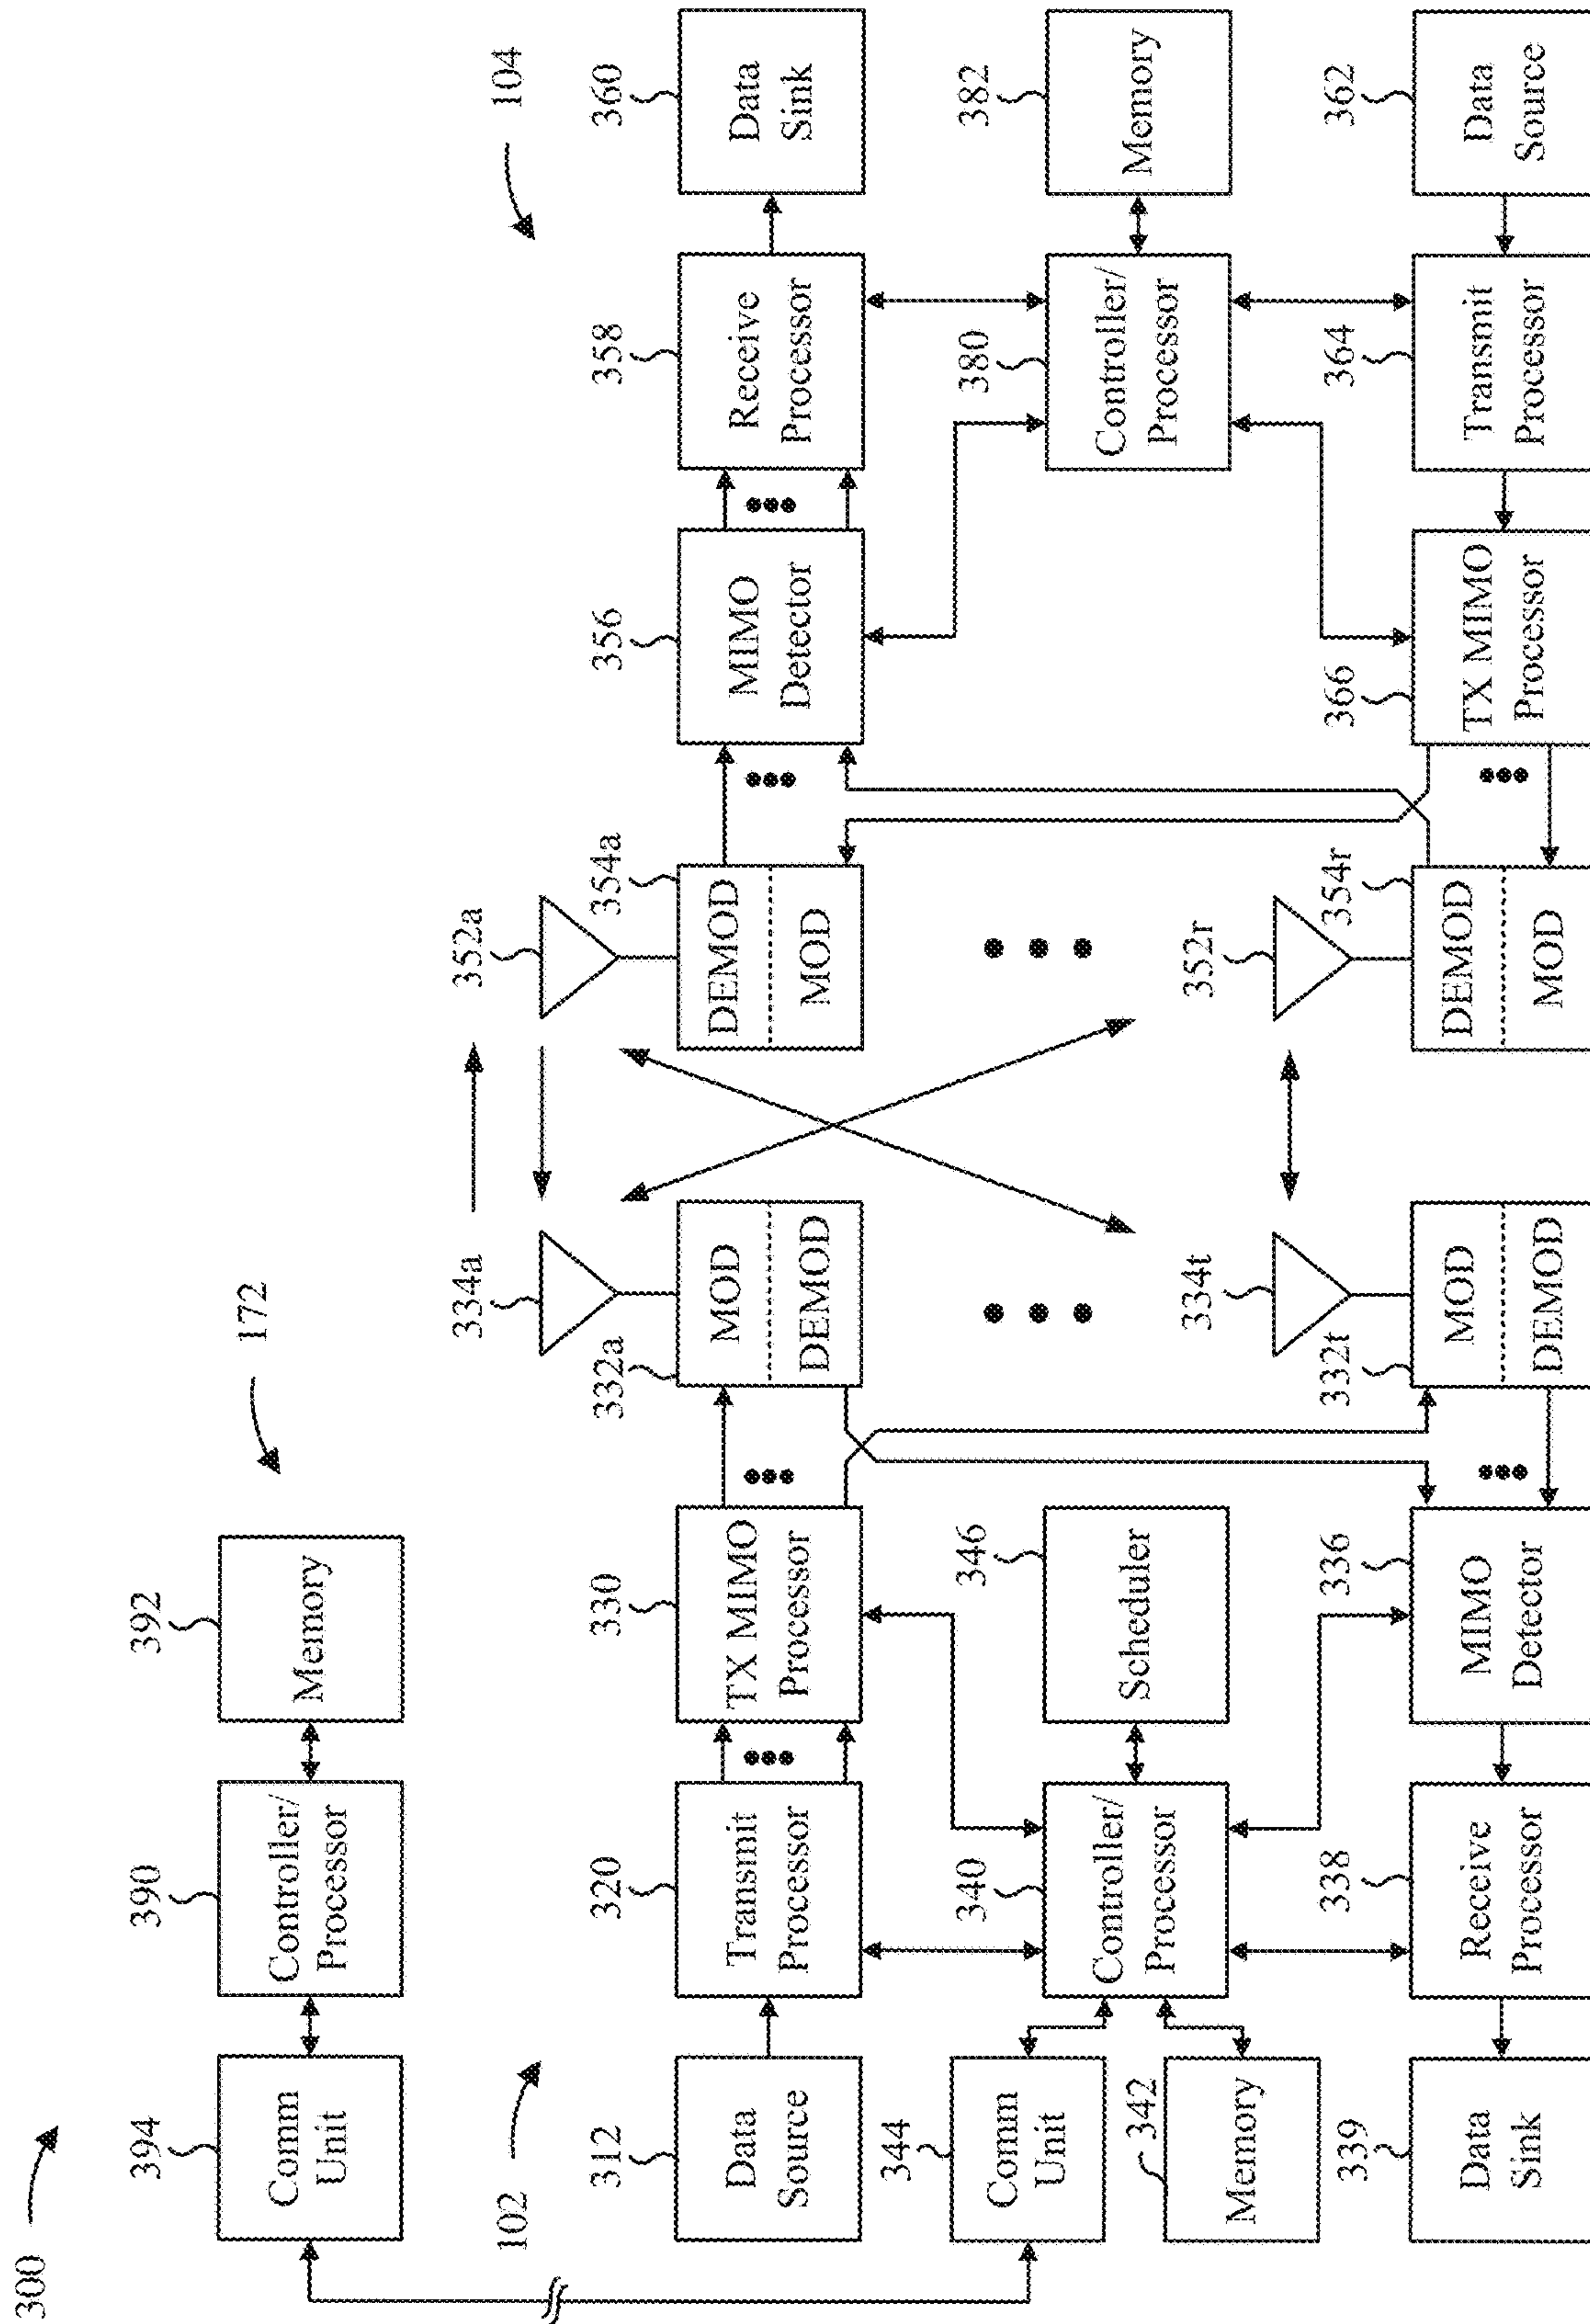 300
394
Comm
Unit
390
Controller/
Processor
392
Memory
172
102
312
Data
Source
320
Transmit
Processor
330
TX MIMO
Processor
332a
MOD
DEMOD
334a
352a
354a
DEMOD
MOD
356
MIMO
Detector
358
Receive
Processor
360
Data
Sink
104
344
Comm
Unit
342
Memory
340
Controller/
Processor
346
Scheduler
380
Controller/
Processor
382
Memory
339
Data
Sink
338
Receive
Processor
336
MIMO
Detector
332t
MOD
DEMOD
334t
352r
354r
DEMOD
MOD
366
TX MIMO
Processor
364
Transmit
Processor
362
Data
Source